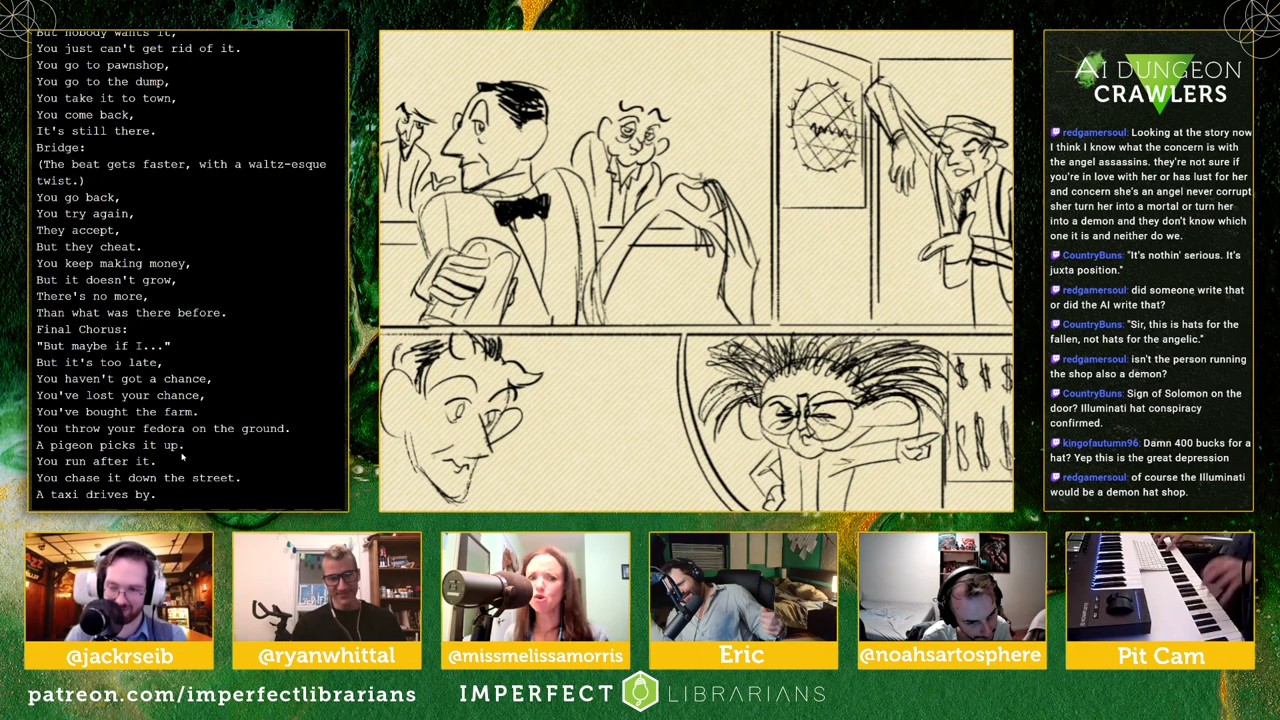 But nobody wants it,
You just can't get rid of it.
You go to pawnshop,
You go to the dump,
You take it to town,
You come back,
It's still there.
Bridge:
(The beat gets faster, with a waltz-esque
twist.)
You go back,
You try again,
They accept,
But they cheat.
You keep making money,
But it doesn't grow,
There's no more,
Than what was there before.
Final Chorus:
"But maybe if I..."
But it's too late,
You haven't got a chance,
You've lost your chance,
You've bought the farm.
You throw your fedora on the ground.
A pigeon picks it up.
You run after it.
You chase it down the street.
A taxi drives by.
AI DUNGEON
CRAWLERS
redgamersoul: Looking at the story now
I think I know what the concern is with
the angel assassins. they're not sure if
you're in love with her or has lust for her
and concern she's an angel never corrupt
sher turn her into a mortal or turn her
into a demon and they don't know which
one it is and neither do we.
CountryBuns: "It's nothin' serious. It's
juxta position."
redgamersoul: did someone write that
or did the AI write that?
CountryBuns: "Sir, this is hats for the
fallen, not hats for the angelic."
redgamersoul: isn't the person running
the shop also a demon?
CountryBuns: Sign of Solomon on the
door? Illuminati hat conspiracy
confirmed.
kingofautumn96: Damn 400 bucks for a
hat? Yep this is the great depression
redgamersoul: of course the Illuminati
would be a demon hat shop.
$ $ $
@jackrseib
@ryanwhittal
@missmelissamorris
Eric
@noahsartosphere
Pit Cam
patreon.com/imperfectlibrarians
IMPERFECT LIBRARIANS